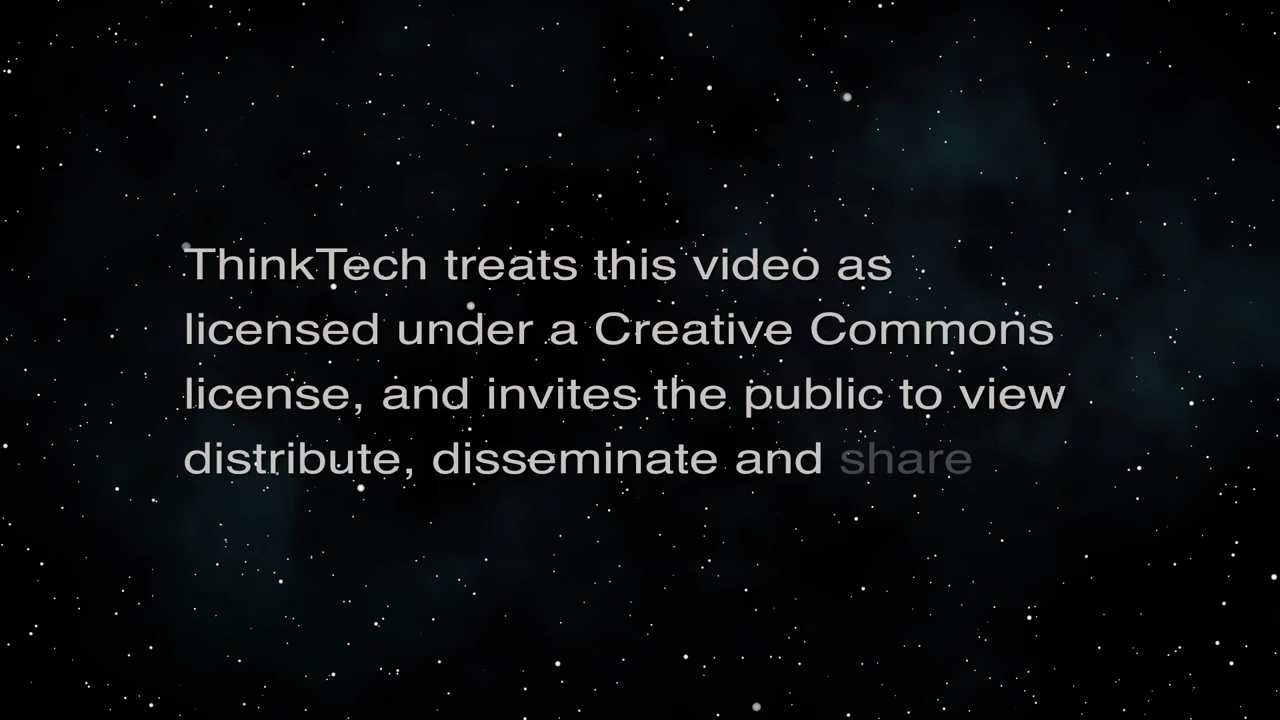 ThinkTech treats this video as
licensed under a Creative Commons
license, and invites the public to view
distribute, disseminate and share